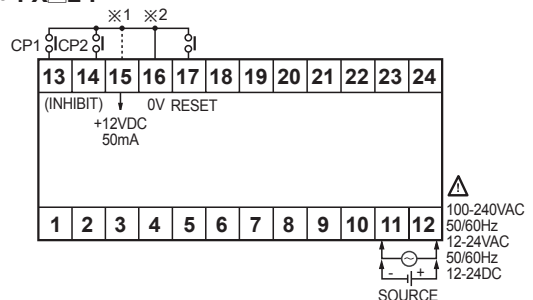 ※1 ※2
CP1 CP2
13 14 15 16 17 18 19 20 21 22 23 24
(INHIBIT) 0V RESET
+12VDC
50mA
1 2 3 4 5 6 7 8 9 10 11 12
100-240VAC
50/60Hz
12-24VAC
50/60Hz
12-24DC
- +
SOURCE